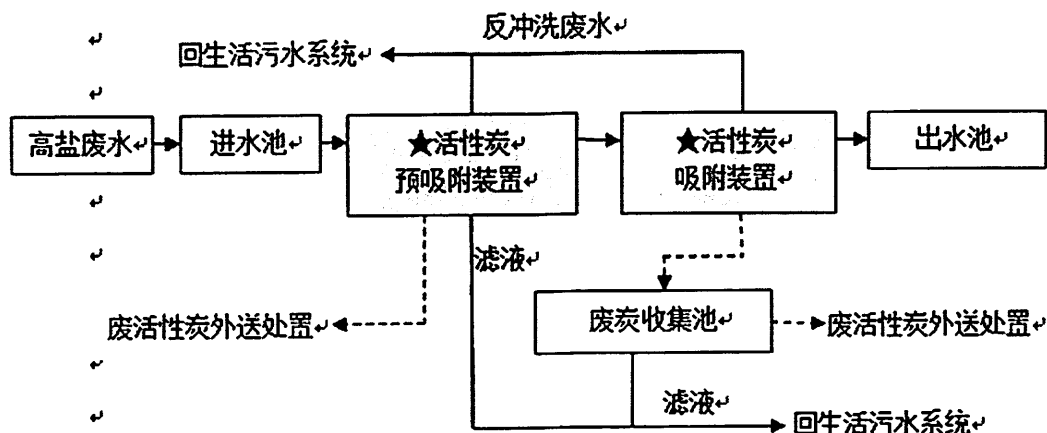 反冲洗废水
回生活污水系统
高盐废水
进水池
★活性炭
预吸附装置
★活性炭
吸附装置
出水池
滤液
废活性炭外送处置
废炭收集池
废活性炭外送处置
滤液
回生活污水系统